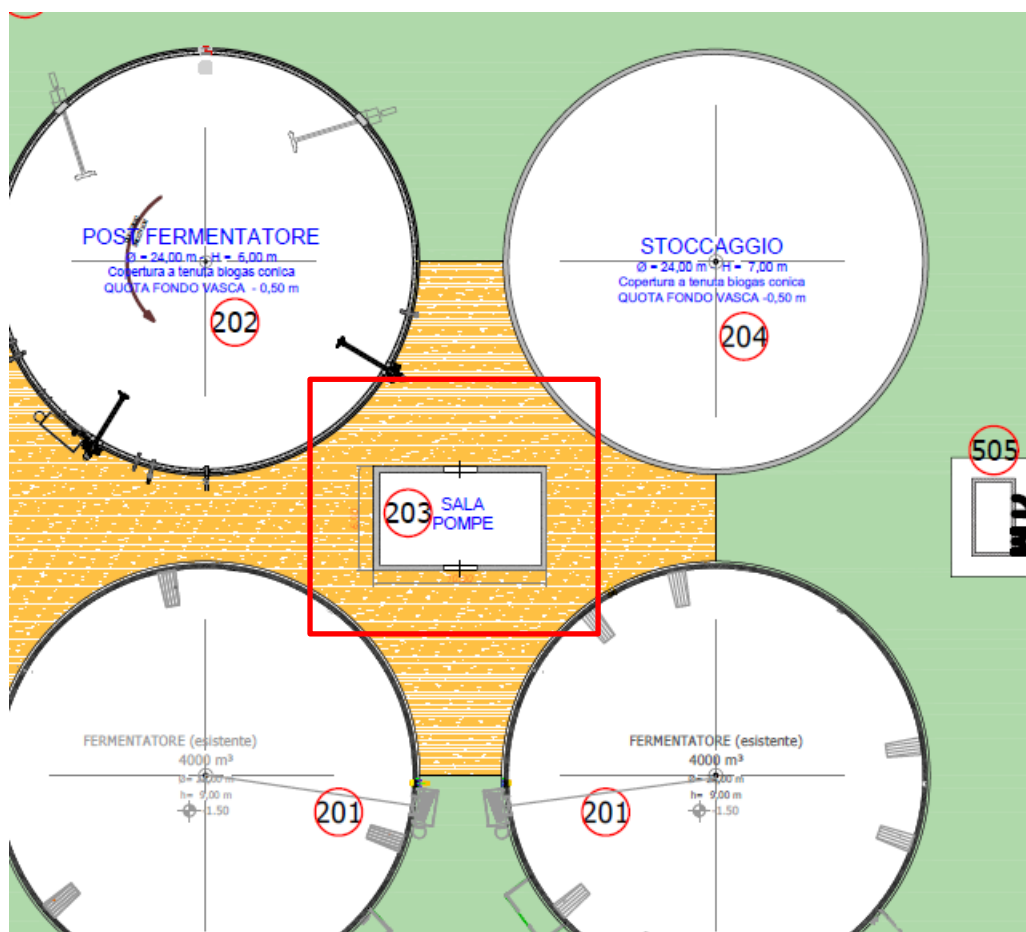 POST FERMENTATORE
Ø = 24,00 m - H = 6,00 m
Copertura a tenuta biogas conica
QUOTA FONDO VASCA - 0,50 m
202
STOCCAGGIO
Ø = 24,00 m - H = 7,00 m
Copertura a tenuta biogas conica
QUOTA FONDO VASCA -0,50 m
204
505
203
SALA
POMPE
FERMENTATORE (esistente)
4000 m³
h= 9,00 m
-1.50
201
FERMENTATORE (esistente)
4000 m³
h= 9,00 m
-1.50
201